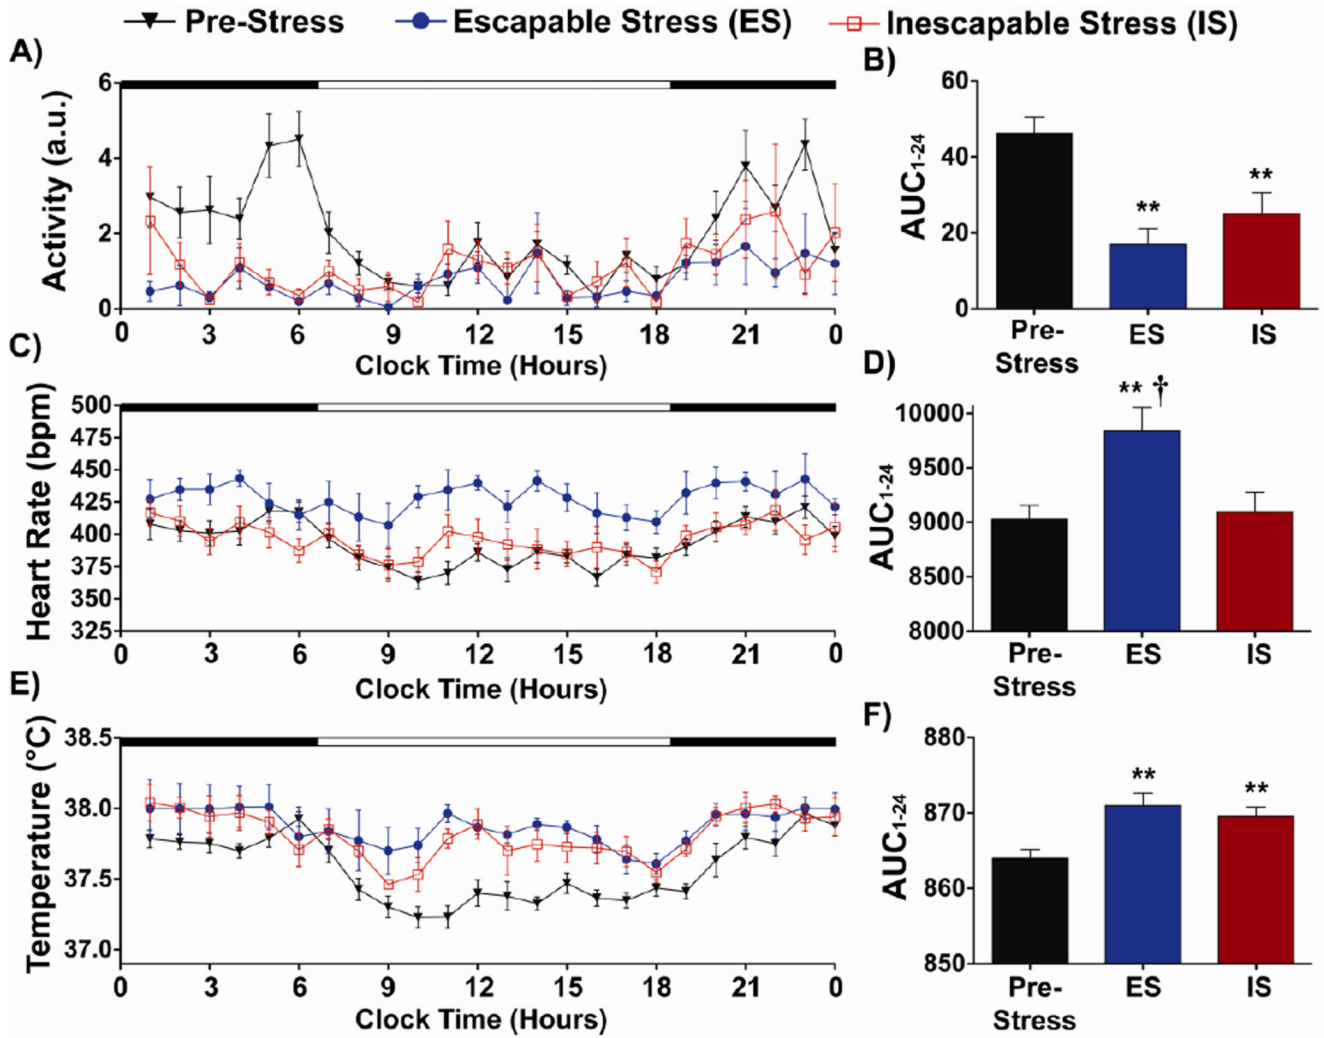 Pre-Stress Escapable Stress (ES) Inescapable Stress (IS)
A)
Activity (a.u.)
6
4
2
0
0 3 6 9 12 15 18 21 0
Clock Time (Hours)
B)
AUC1-24
60
40
20
0
** **
Pre-Stress ES IS
C)
Heart Rate (bpm)
500
475
450
425
400
375
350
325
0 3 6 9 12 15 18 21 0
Clock Time (Hours)
D)
AUC1-24
10000
9500
9000
8500
8000
** †
Pre-Stress ES IS
E)
Temperature (°C)
38.5
38.0
37.5
37.0
0 3 6 9 12 15 18 21 0
Clock Time (Hours)
F)
AUC1-24
880
870
860
850
** **
Pre-Stress ES IS